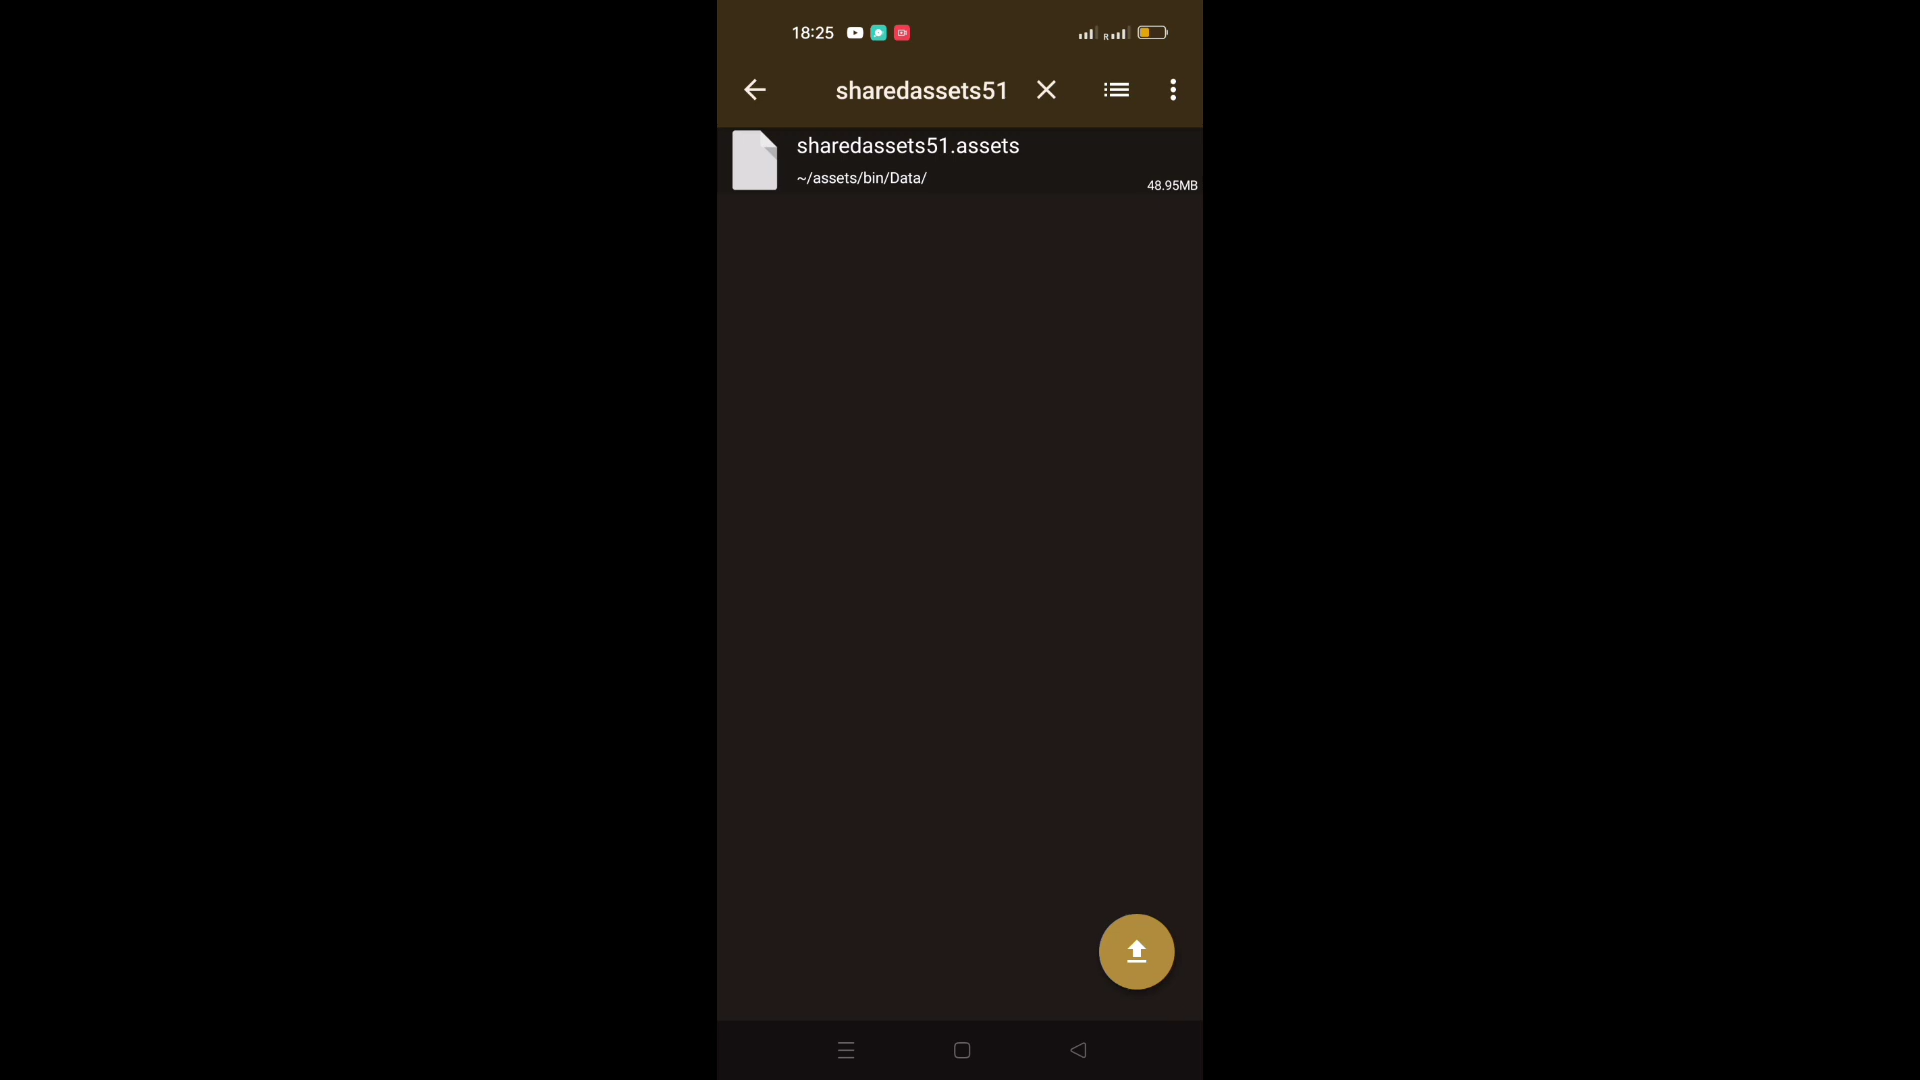 18:25
R
sharedassets51
sharedassets51.assets
~/assets/bin/Data/
48.95MB